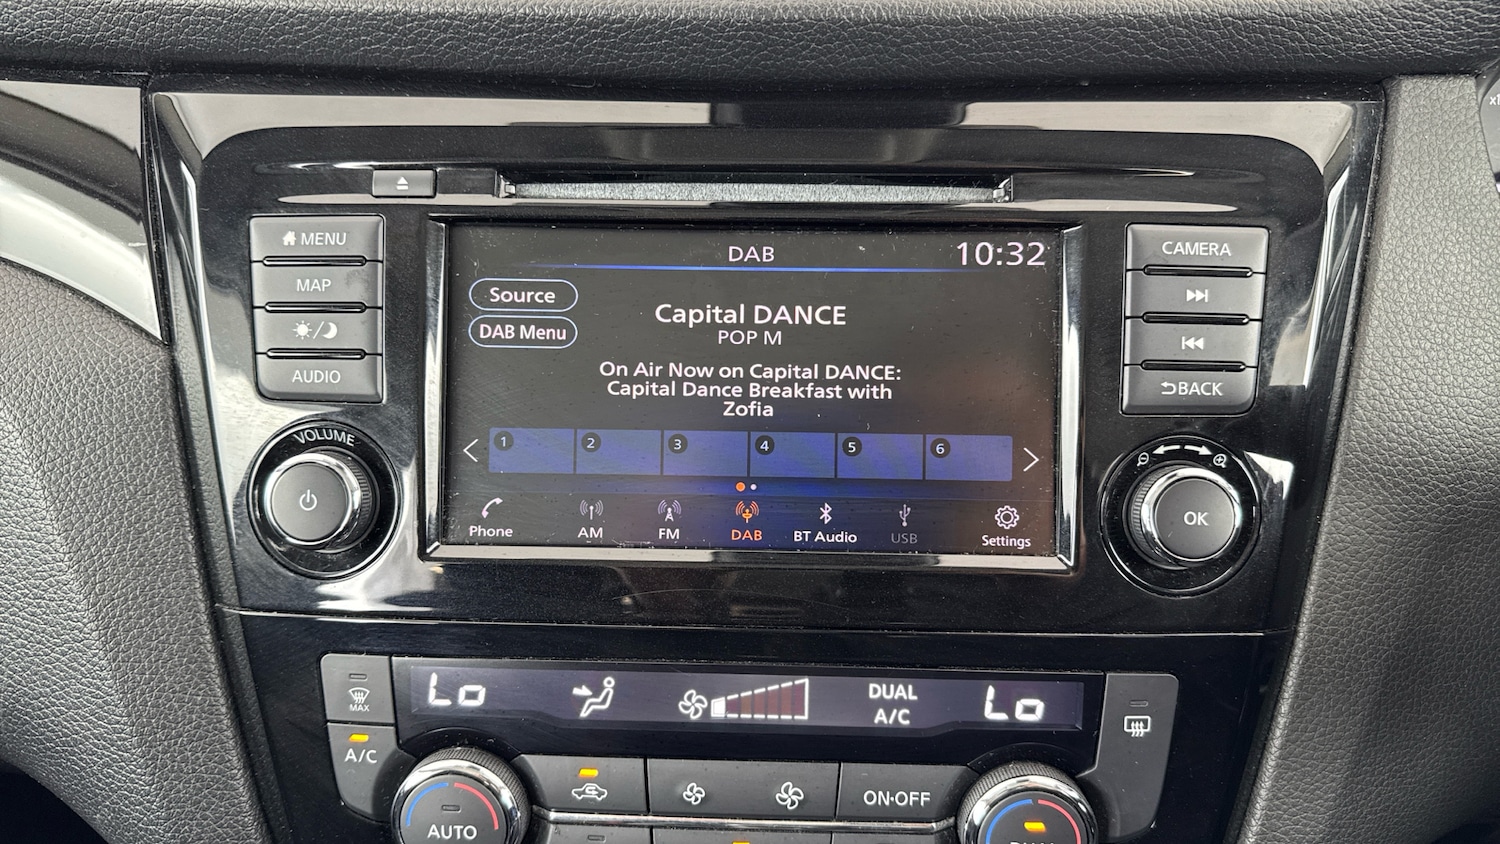 DAB
10:32
Source
DAB Menu
Capital DANCE
POP M
On Air Now on Capital DANCE:
Capital Dance Breakfast with
Zofia
1 2 3 4 5 6
Phone AM FM DAB BT Audio USB Settings
MENU
MAP
AUDIO
VOLUME
CAMERA
BACK
OK
MAX
A/C
Lo
DUAL
A/C
Lo
AUTO
ON·OFF